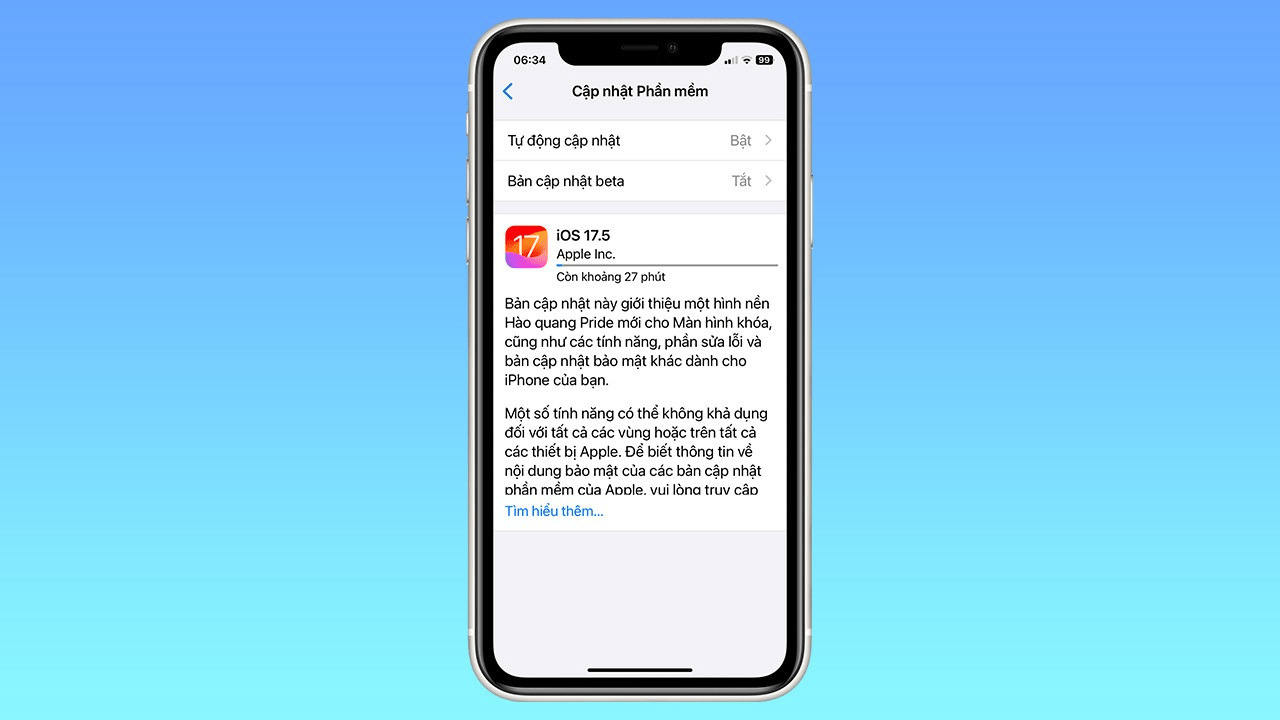 06:34 99
Cập nhật Phần mềm
Tự động cập nhật Bật
Bản cập nhật beta Tắt
17
iOS 17.5
Apple Inc.
Còn khoảng 27 phút
Bản cập nhật này giới thiệu một hình nền
Hào quang Pride mới cho Màn hình khóa,
cũng như các tính năng, phần sửa lỗi và
bản cập nhật bảo mật khác dành cho
iPhone của bạn.
Một số tính năng có thể không khả dụng
đối với tất cả các vùng hoặc trên tất cả
các thiết bị Apple. Để biết thông tin về
nội dung bảo mật của các bản cập nhật
phần mềm của Apple, vui lòng truy cập
Tìm hiểu thêm...